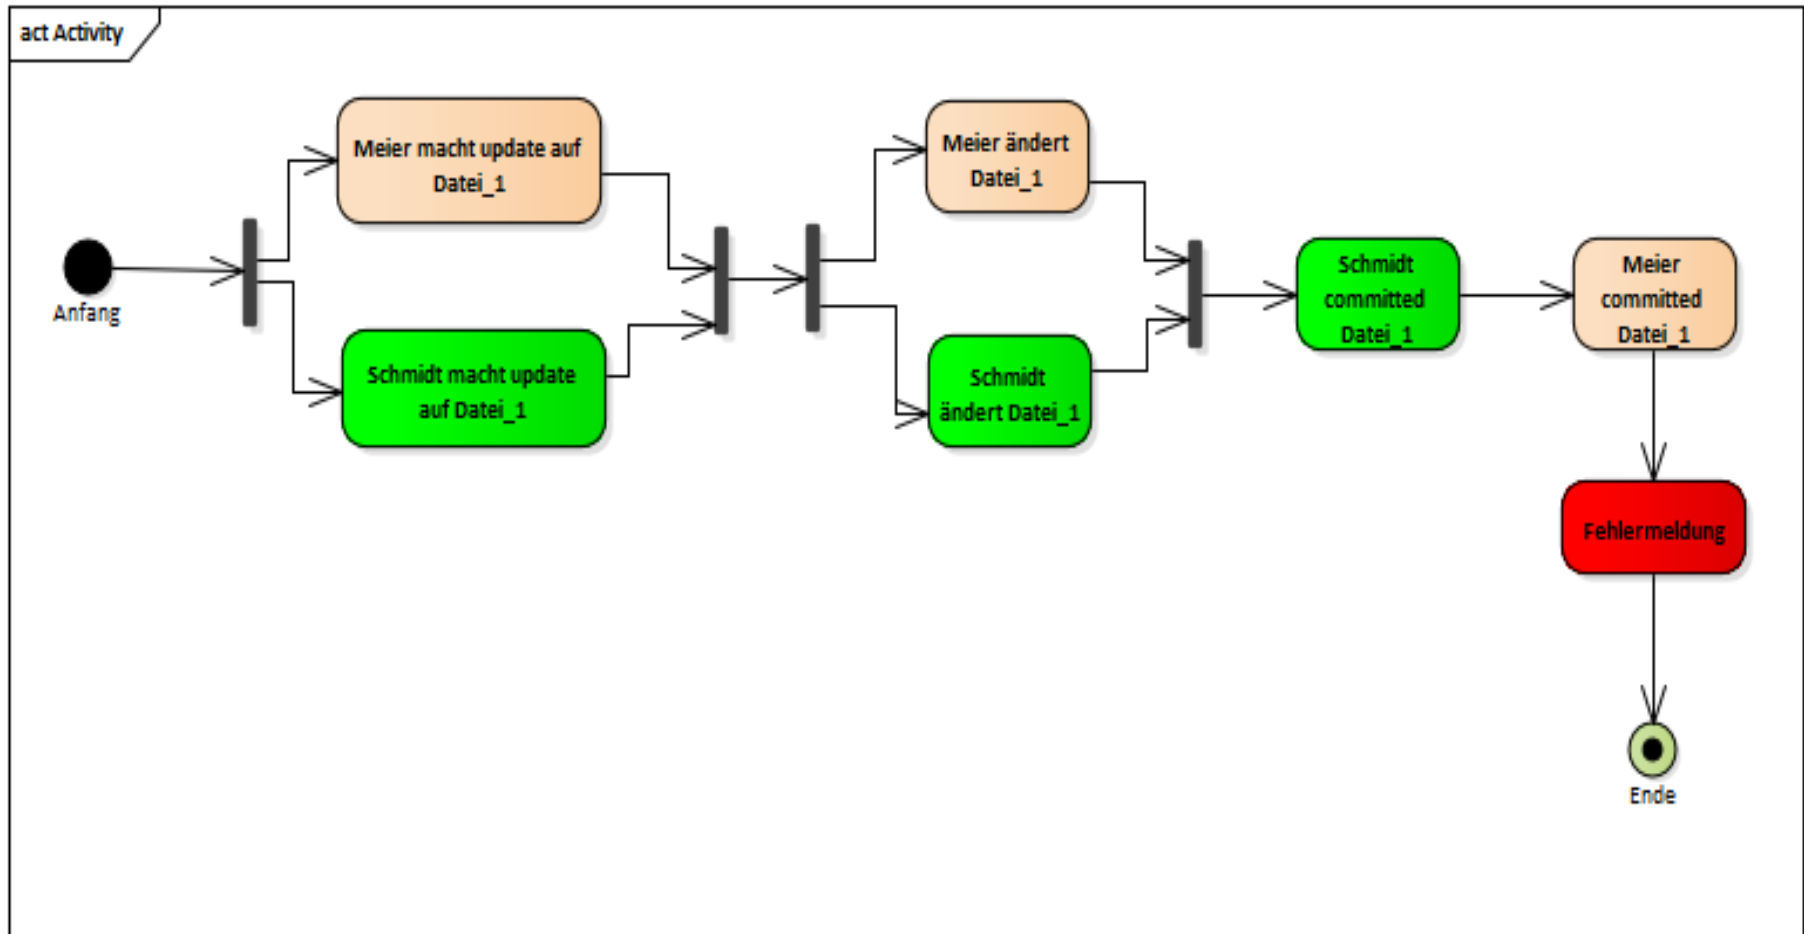 act Activity
Anfang
Meier macht update auf
Datei_1
Schmidt macht update
auf Datei_1
Meier ändert
Datei_1
Schmidt
ändert Datei_1
Schmidt
committed
Datei_1
Meier
committed
Datei_1
Fehlermeldung
Ende